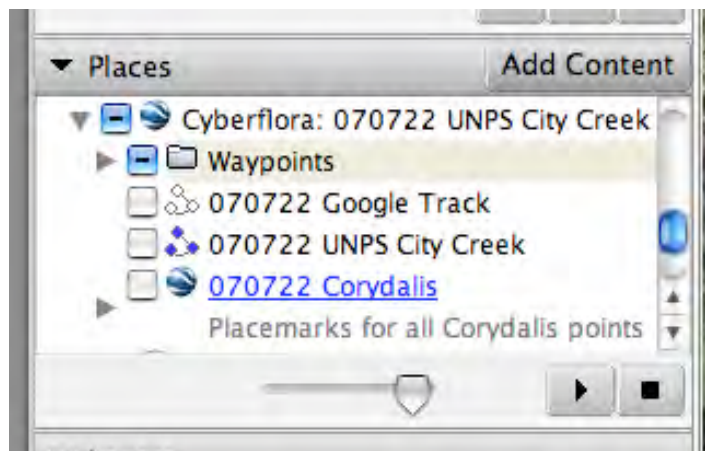 Places Add Content
Cyberflora: 070722 UNPS City Creek
Waypoints
070722 Google Track
070722 UNPS City Creek
070722 Corydalis
Placemarks for all Corydalis points